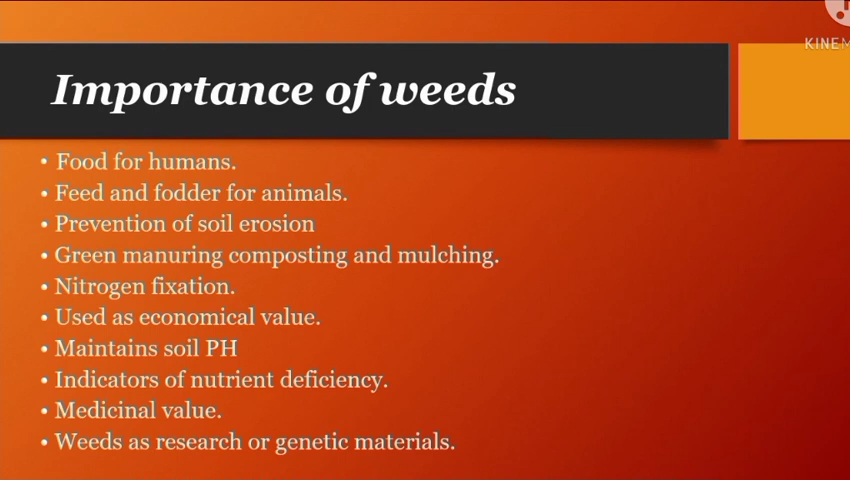 KINEM
Importance of weeds
• Food for humans.
• Feed and fodder for animals.
• Prevention of soil erosion
• Green manuring composting and mulching.
• Nitrogen fixation.
• Used as economical value.
• Maintains soil PH
• Indicators of nutrient deficiency.
• Medicinal value.
• Weeds as research or genetic materials.